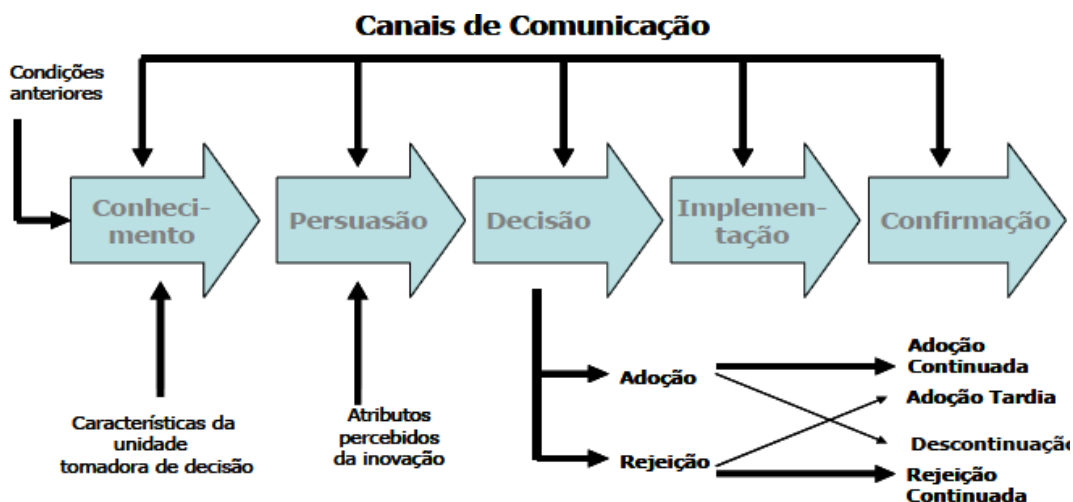 Canais de Comunicação
Condições
anteriores
Conheci-
mento
Persuasão
Decisão
Implemen-
tação
Confirmação
Características da
unidade
tomadora de decisão
Atributos
percebidos
da inovação
Adoção
Rejeição
Adoção
Continuada
Adoção Tardia
Descontinuação
Rejeição
Continuada